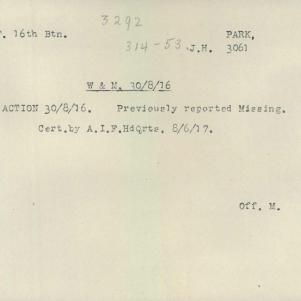 3292
T. 16th Btn.
PARK,
314-53.
J.H. 3061
W & M. 30/8/16
ACTION 30/8/16. Previously reported Missing.
Cert.by A.I.F.HdQrts. 8/6/17.
Off. M.